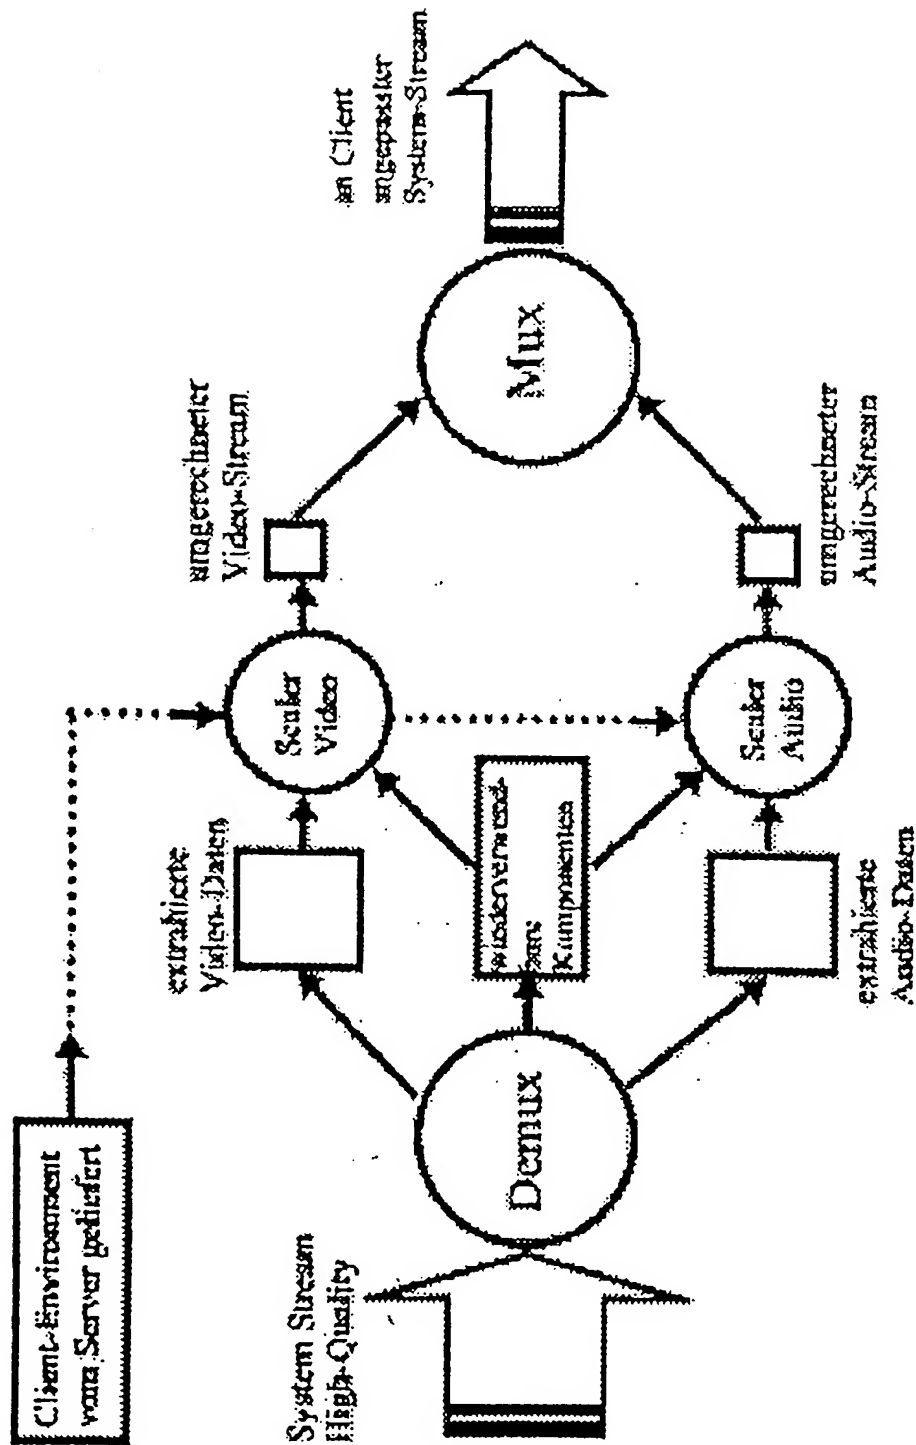 Client-Environment
vom Server geliefert
System Stream
High-Quality
Demux
extrahierte
Video-Daten
wiederverwend-
bare
Komponenten
extrahierte
Audio-Daten
Scaler
Video
Scaler
Audio
umgerechneter
Video-Stream
umgerechneter
Audio-Stream
Mux
an Client
angepasster
System-Stream